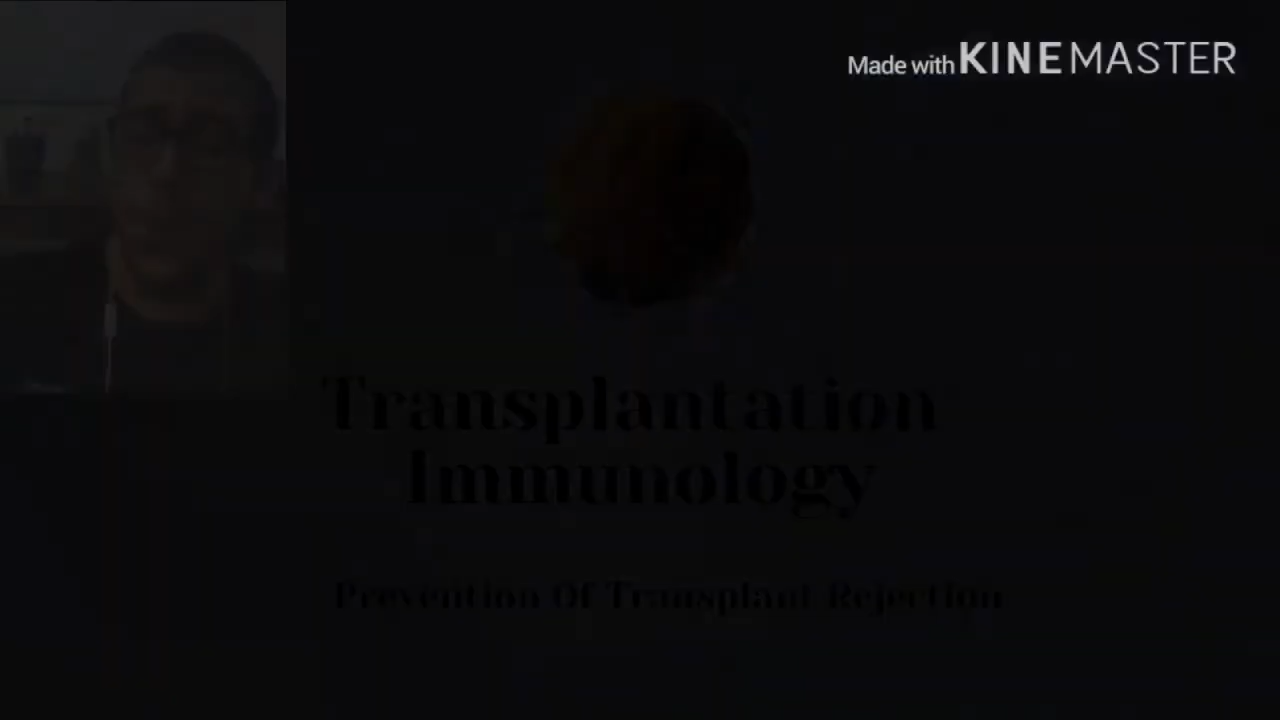 Made with KINEMASTER
Transplantation
Immunology
Prevention Of Transplant Rejection